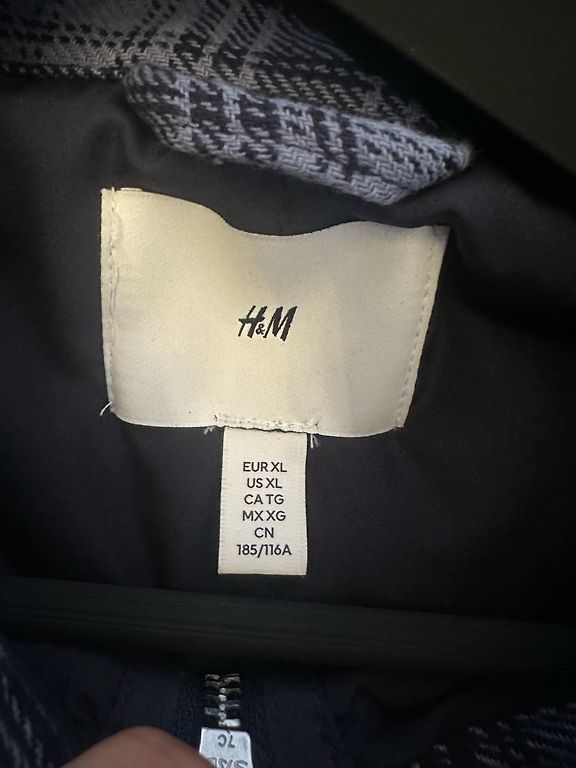 H&M
EUR XL
US XL
CA TG
MX XG
CN
185/116A